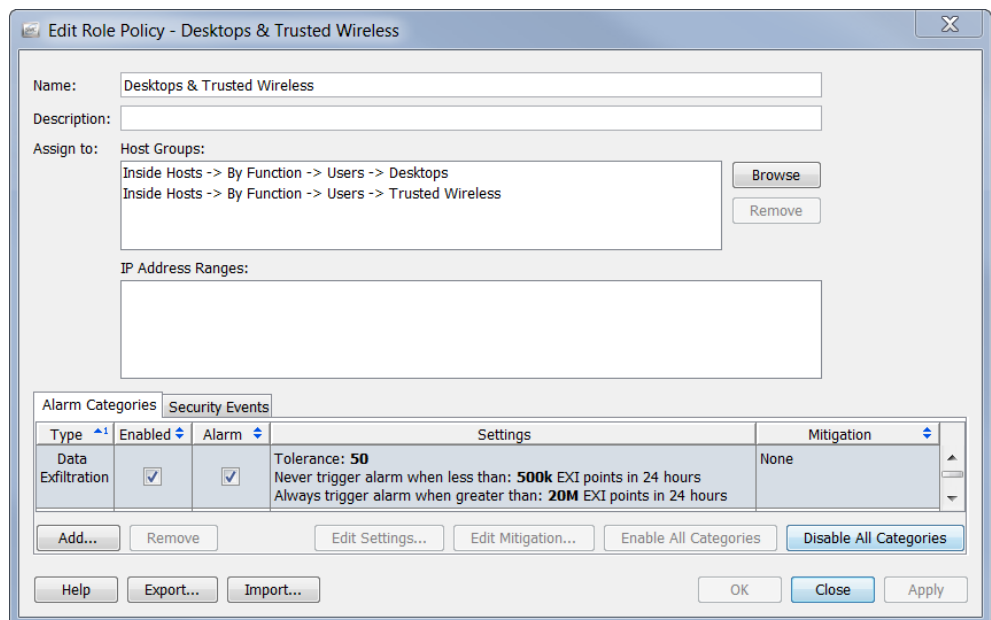 Edit Role Policy - Desktops & Trusted Wireless
Name: Desktops & Trusted Wireless
Description:
Assign to: Host Groups:
Inside Hosts -> By Function -> Users -> Desktops
Inside Hosts -> By Function -> Users -> Trusted Wireless
Browse
Remove
IP Address Ranges:
Alarm Categories Security Events
Type 1 Enabled Alarm Settings Mitigation
Data Exfiltration
Tolerance: 50
Never trigger alarm when less than: 500k EXI points in 24 hours
Always trigger alarm when greater than: 20M EXI points in 24 hours
None
Add... Remove Edit Settings... Edit Mitigation... Enable All Categories Disable All Categories
Help Export... Import... OK Close Apply